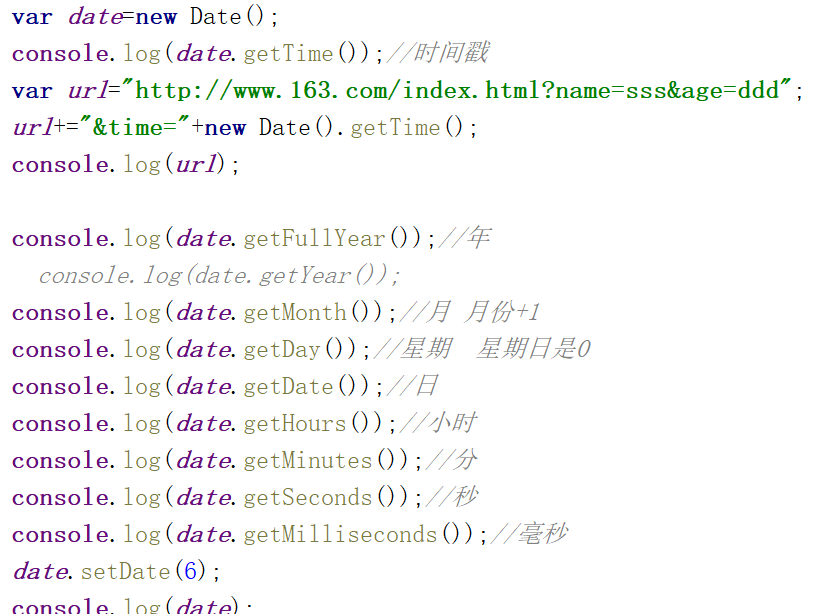 var date=new Date();
console.log(date.getTime());//时间戳
var url="http://www.163.com/index.html?name=sss&age=ddd";
url+="&time="+new Date().getTime();
console.log(url);
console.log(date.getFullYear());//年
console.log(date.getYear());
console.log(date.getMonth());//月 月份+1
console.log(date.getDay());//星期  星期日是0
console.log(date.getDate());//日
console.log(date.getHours());//小时
console.log(date.getMinutes());//分
console.log(date.getSeconds());//秒
console.log(date.getMilliseconds());//毫秒
date.setDate(6);
console.log(date);